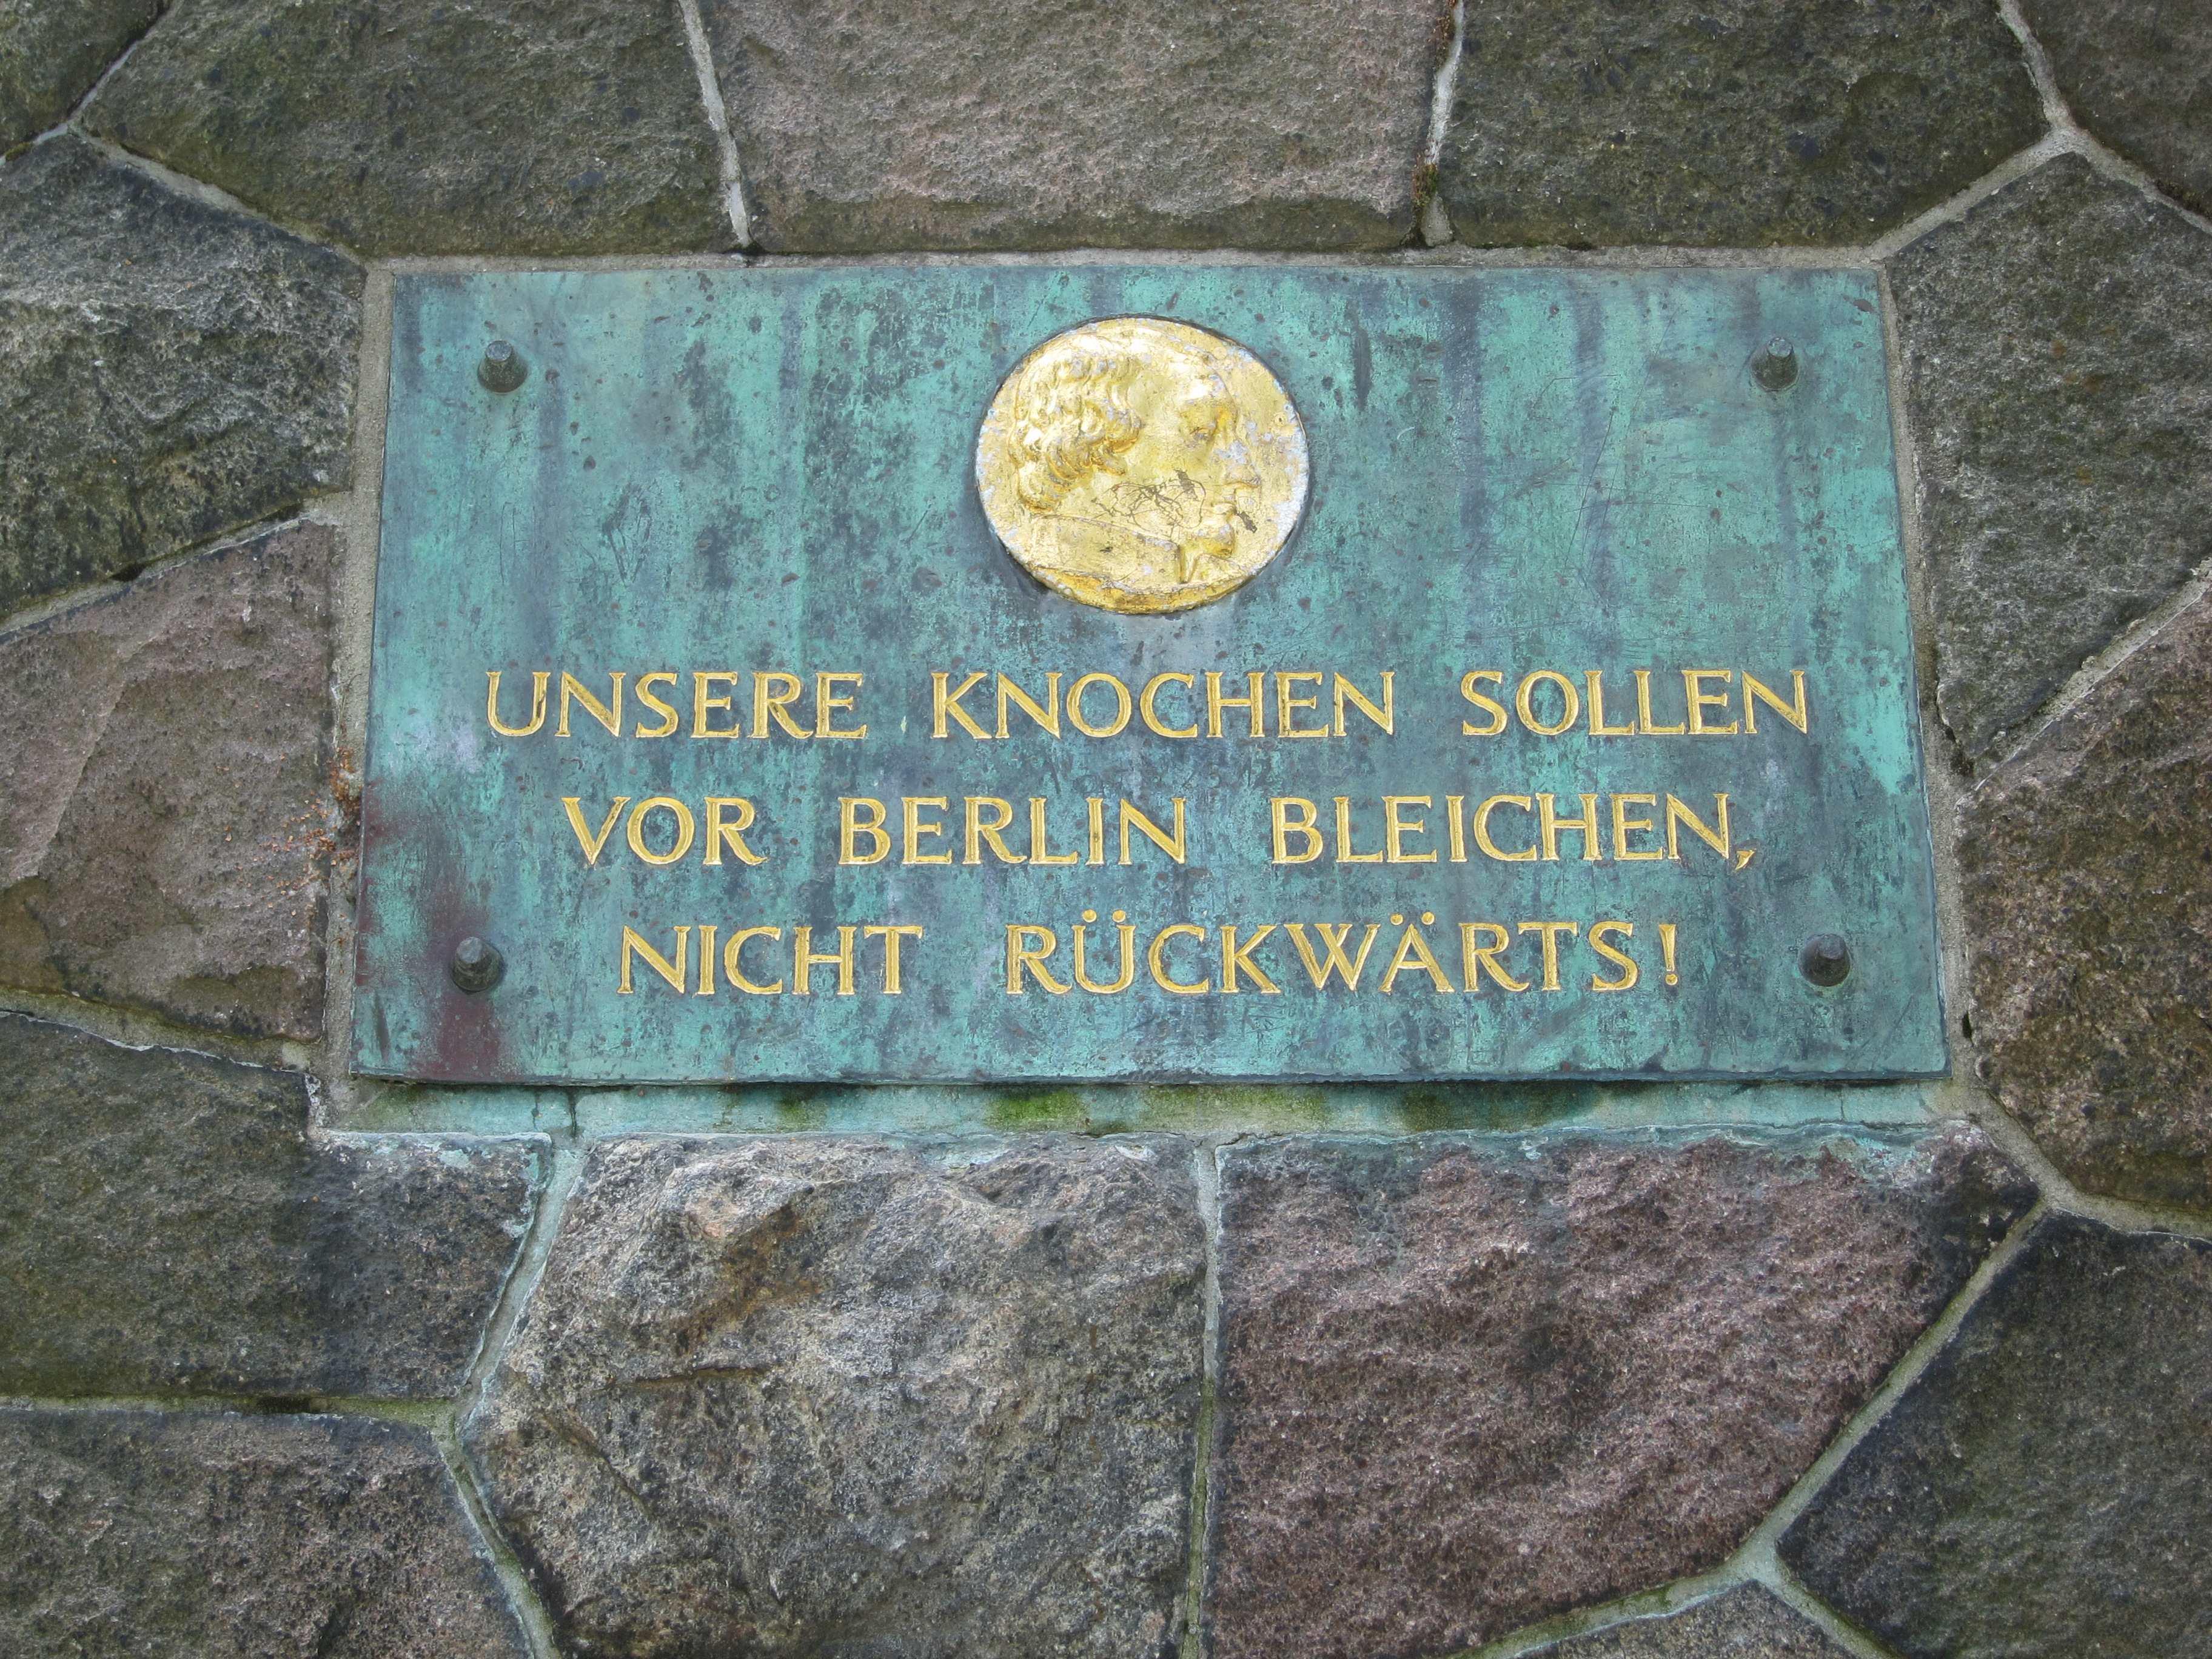 UNSERE KNOCHEN SOLLEN
VOR BERLIN BLEICHEN,
NICHT RÜCKWÄRTS!